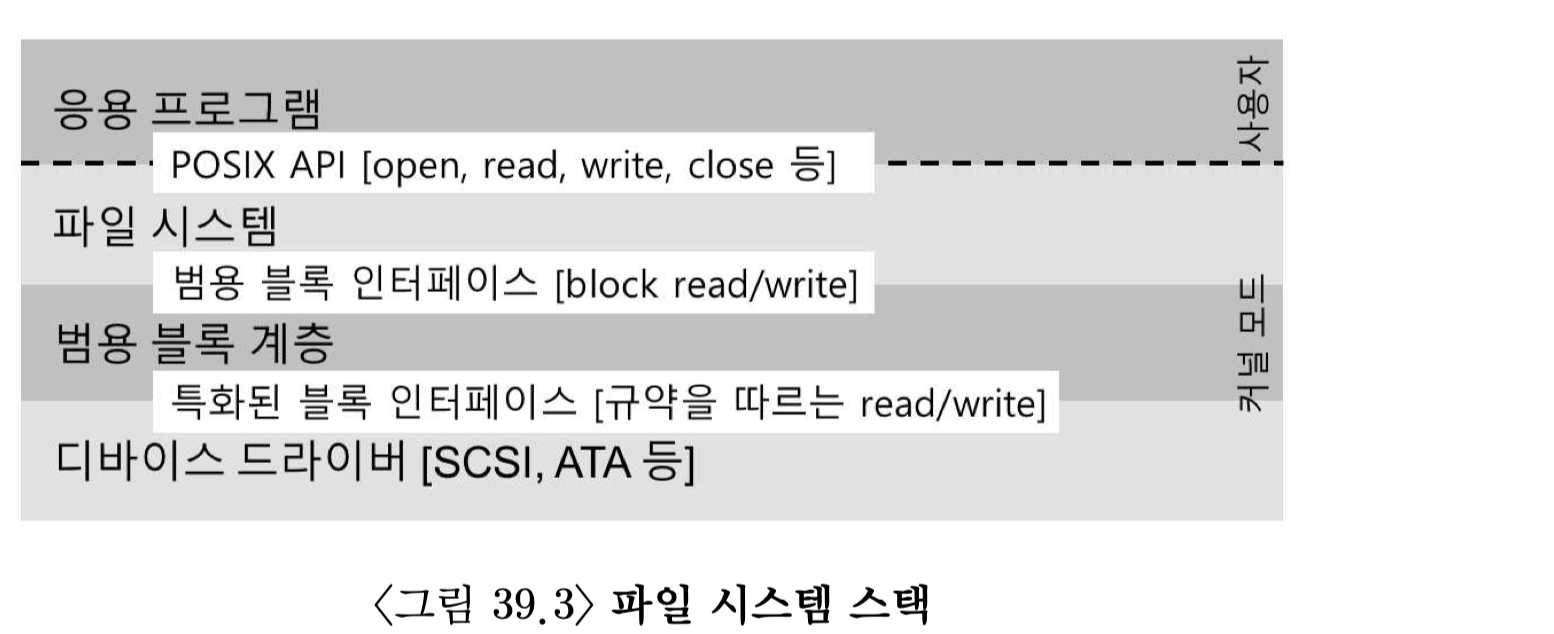 응용 프로그램
사용자
POSIX API [open, read, write, close 등]
파일 시스템
범용 블록 인터페이스 [block read/write]
범용 블록 계층
커널 모드
특화된 블록 인터페이스 [규약을 따르는 read/write]
디바이스 드라이버 [SCSI, ATA 등]
〈그림 39.3〉 파일 시스템 스택